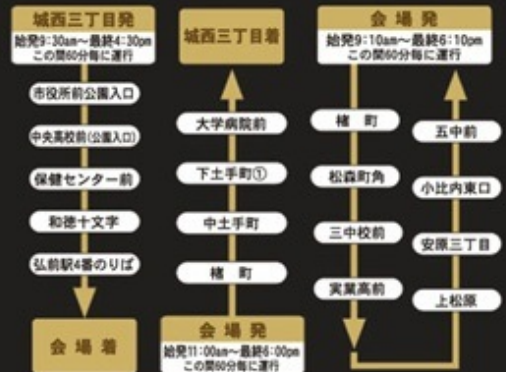 城西三丁目発
始発9:30am～最終4:30pm
この間60分毎に運行
市役所前公園入口
中央高校前(公園入口)
保健センター前
和徳十文字
弘前駅4番のりば
会場着
城西三丁目着
大学病院前
下土手町①
中土手町
楮町
会場発
始発11:00am～最終6:00pm
この間60分毎に運行
会場発
始発9:10am～最終6:10pm
この間60分毎に運行
楮町
松森町角
三中校前
実業高前
五中前
小比内東口
安原三丁目
上松原